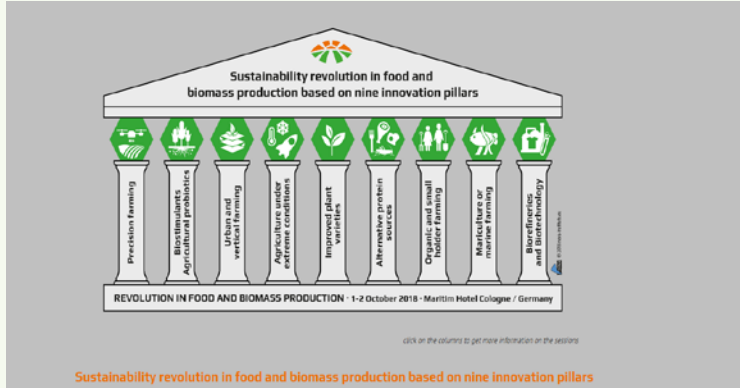 Sustainability revolution in food and
biomass production based on nine innovation pillars
Precision farming
Biostimulants
Agricultural probiotics
Urban and
vertical farming
Agriculture under
extreme conditions
Improved plant
varieties
Alternative protein
sources
Organic and small
holder farming
Mariculture or
marine farming
Biorefineries
and Biotechnology
REVOLUTION IN FOOD AND BIOMASS PRODUCTION · 1-2 October 2018 · Maritim Hotel Cologne / Germany
click on the columns to get more information on the sessions
Sustainability revolution in food and biomass production based on nine innovation pillars